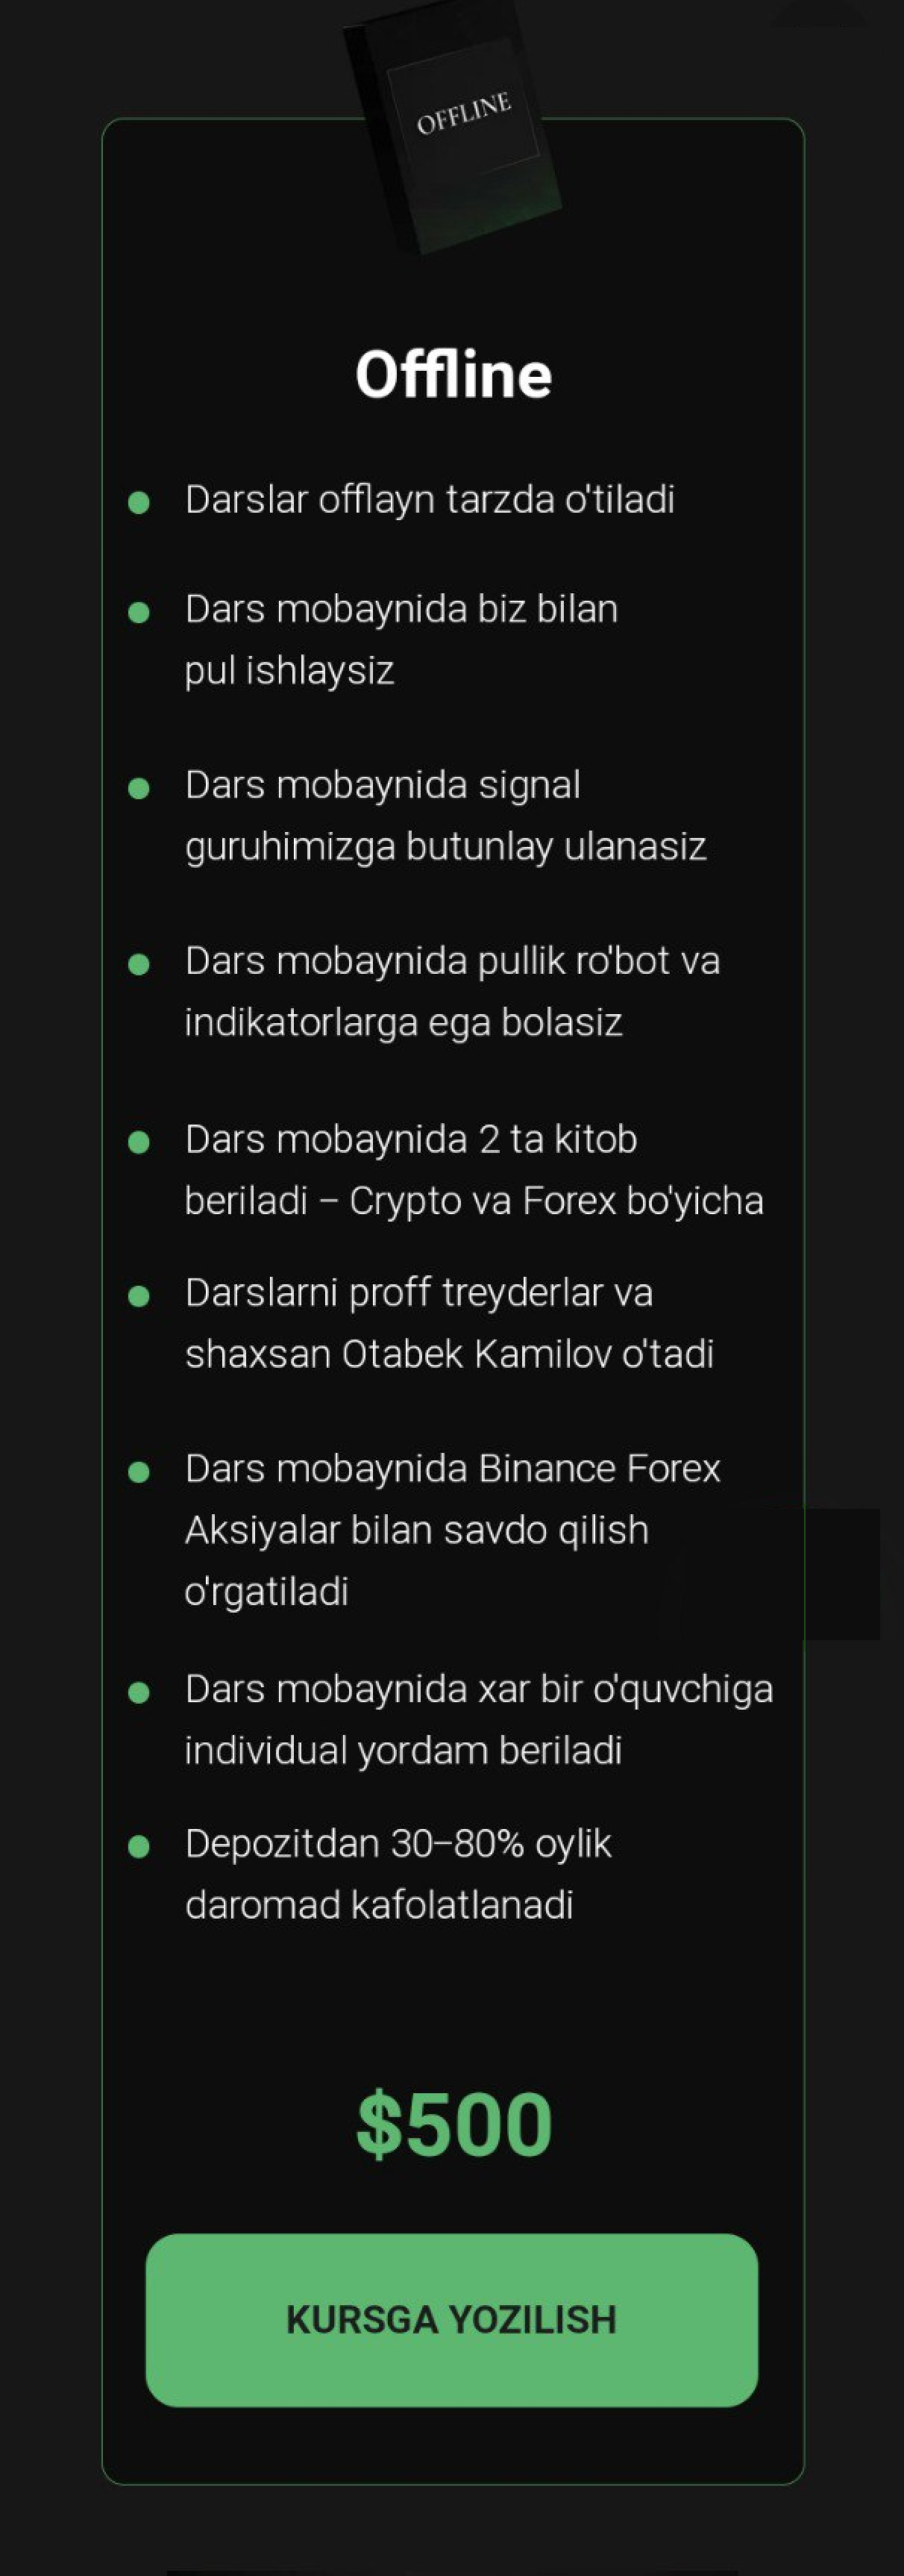 OFFLINE
Offline
Darslar offlayn tarzda o'tiladi
Dars mobaynida biz bilan
pul ishlaysiz
Dars mobaynida signal
guruhimizga butunlay ulanasiz
Dars mobaynida pullik ro'bot va
indikatorlarga ega bolasiz
Dars mobaynida 2 ta kitob
beriladi – Crypto va Forex bo'yicha
Darslarni proff treyderlar va
shaxsan Otabek Kamilov o'tadi
Dars mobaynida Binance Forex
Aksiyalar bilan savdo qilish
o'rgatiladi
Dars mobaynida xar bir o'quvchiga
individual yordam beriladi
Depozitdan 30–80% oylik
daromad kafolatlanadi
$500
KURSGA YOZILISH